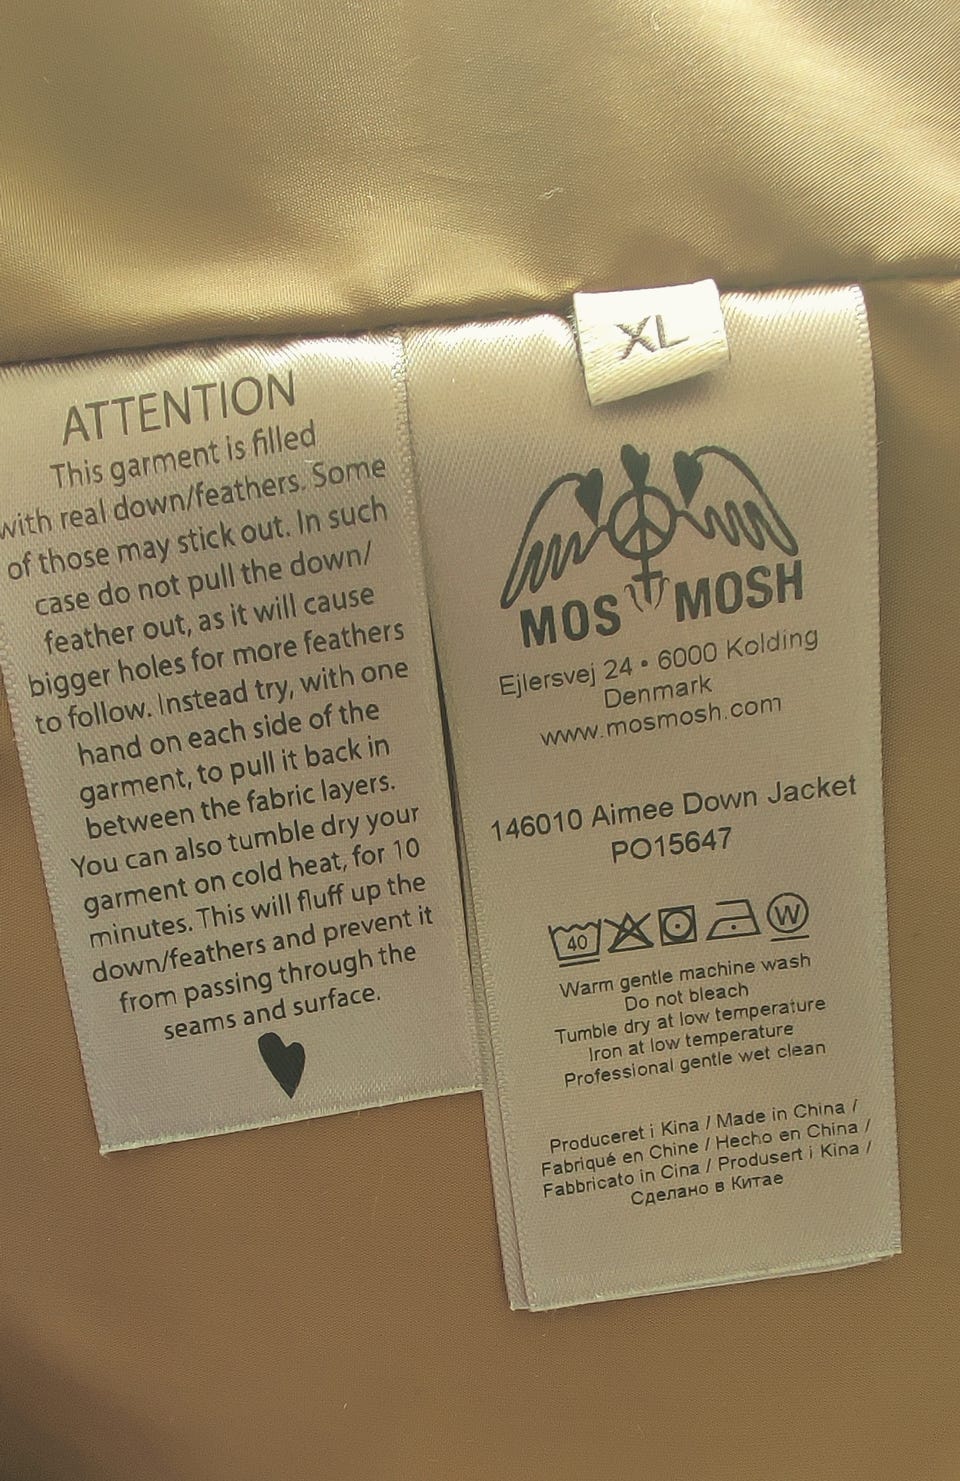 ATTENTION
This garment is filled
with real down/feathers. Some
of those may stick out. In such
case do not pull the down/
feather out, as it will cause
bigger holes for more feathers
to follow. Instead try, with one
hand on each side of the
garment, to pull it back in
between the fabric layers.
You can also tumble dry your
garment on cold heat, for 10
minutes. This will fluff up the
down/feathers and prevent it
from passing through the
seams and surface.
XL
MOS MOSH
Ejlersvej 24 • 6000 Kolding
Denmark
www.mosmosh.com
146010 Aimee Down Jacket
PO15647
40 W
Warm gentle machine wash
Do not bleach
Tumble dry at low temperature
Iron at low temperature
Professional gentle wet clean
Produceret i Kina / Made in China /
Fabriqué en Chine / Hecho en China /
Fabbricato in Cina / Produsert i Kina /
Сделано в Китае